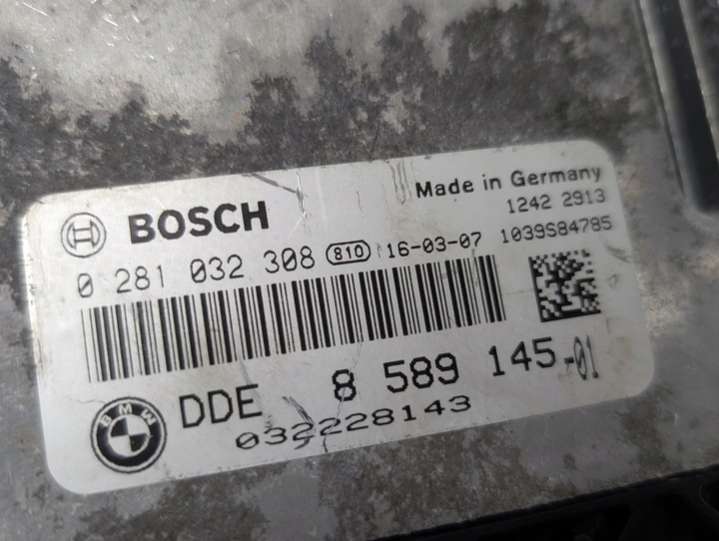 BOSCH
Made in Germany
1242 2913
0 281 032 308 810 16-03-07 1039S84785
BMW
DDE 8 589 145-01
032228143